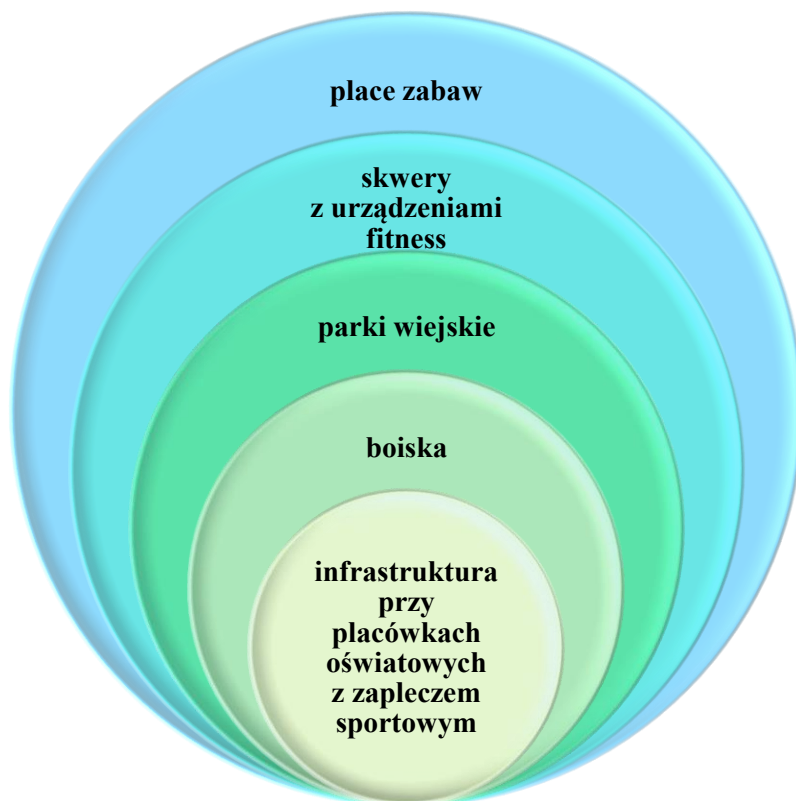 place zabaw
skwery
z urządzeniami
fitness
parki wiejskie
boiska
infrastruktura
przy
placówkach
oświatowych
z zapleczem
sportowym